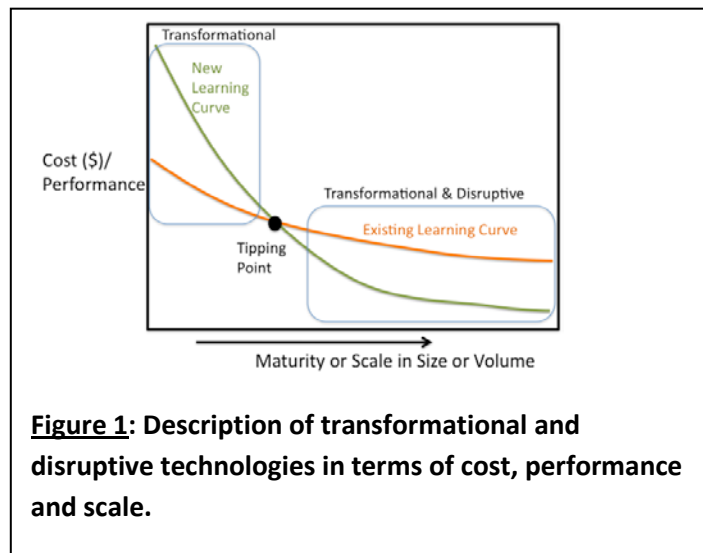 Transformational
New
Learning
Curve
Cost ($)/
Performance
Transformational & Disruptive
Existing Learning Curve
Tipping
Point
Maturity or Scale in Size or Volume
Figure 1: Description of transformational and
disruptive technologies in terms of cost, performance
and scale.